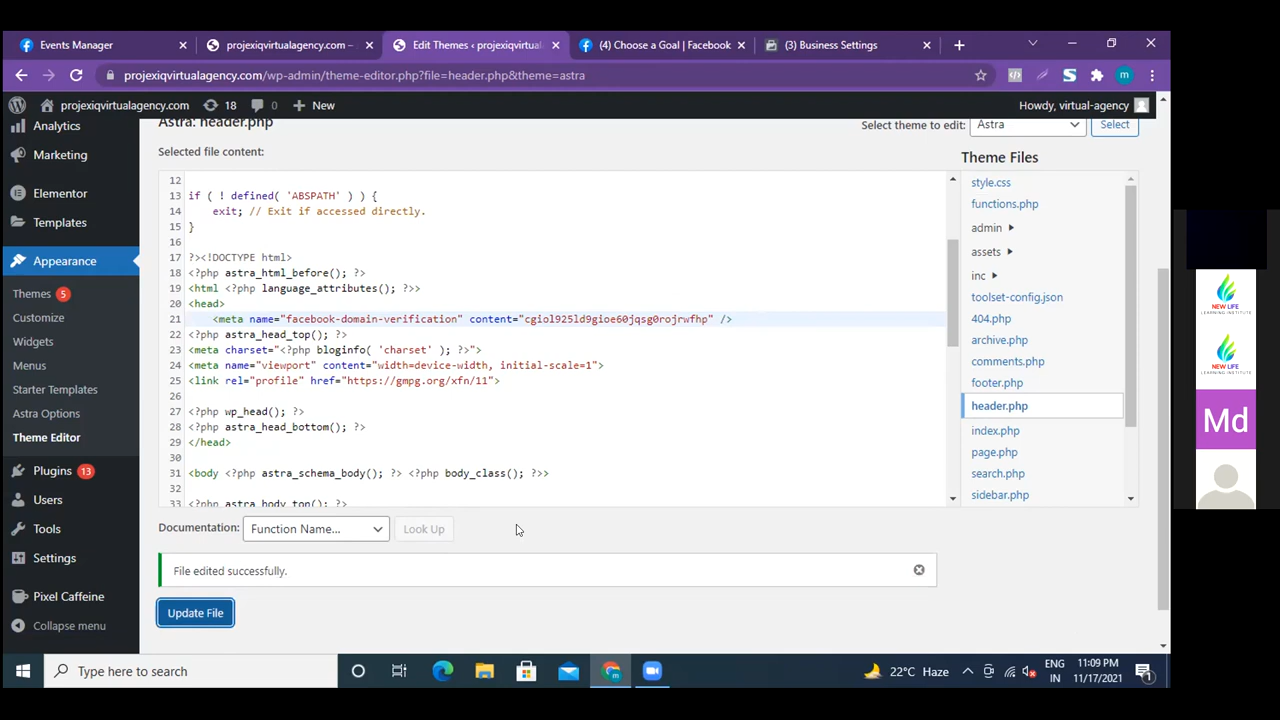 Events Manager
projexiqvirtualagency.com –
Edit Themes ‹ projexiqvirtual
(4) Choose a Goal | Facebook
(3) Business Settings
projexiqvirtualagency.com/wp-admin/theme-editor.php?file=header.php&theme=astra
m
projexiqvirtualagency.com
18
0
New
Howdy, virtual-agency
Analytics
Marketing
Elementor
Templates
Appearance
Themes 5
Customize
Widgets
Menus
Starter Templates
Astra Options
Theme Editor
Plugins 13
Users
Tools
Settings
Pixel Caffeine
Collapse menu
Astra: header.php
Select theme to edit: Astra Select
Selected file content:
12
13 if ( ! defined( 'ABSPATH' ) ) {
14 exit; // Exit if accessed directly.
15 }
16
17 ?><!DOCTYPE html>
18 <?php astra_html_before(); ?>
19 <html <?php language_attributes(); ?>>
20 <head>
21 <meta name="facebook-domain-verification" content="cgiol925ld9gioe60jqsg0rojrwfhp" />
22 <?php astra_head_top(); ?>
23 <meta charset="<?php bloginfo( 'charset' ); ?>">
24 <meta name="viewport" content="width=device-width, initial-scale=1">
25 <link rel="profile" href="https://gmpg.org/xfn/11">
26
27 <?php wp_head(); ?>
28 <?php astra_head_bottom(); ?>
29 </head>
30
31 <body <?php astra_schema_body(); ?> <?php body_class(); ?>>
32
33 <?php astra_body_top(); ?>
Theme Files
style.css
functions.php
admin
assets
inc
toolset-config.json
404.php
archive.php
comments.php
footer.php
header.php
index.php
page.php
search.php
sidebar.php
Documentation: Function Name... Look Up
File edited successfully.
Update File
NEW LIFE
LEARNING INSTITUTE
NEW LIFE
LEARNING INSTITUTE
Md
Type here to search
22°C Haze
ENG
IN
11:09 PM
11/17/2021
1